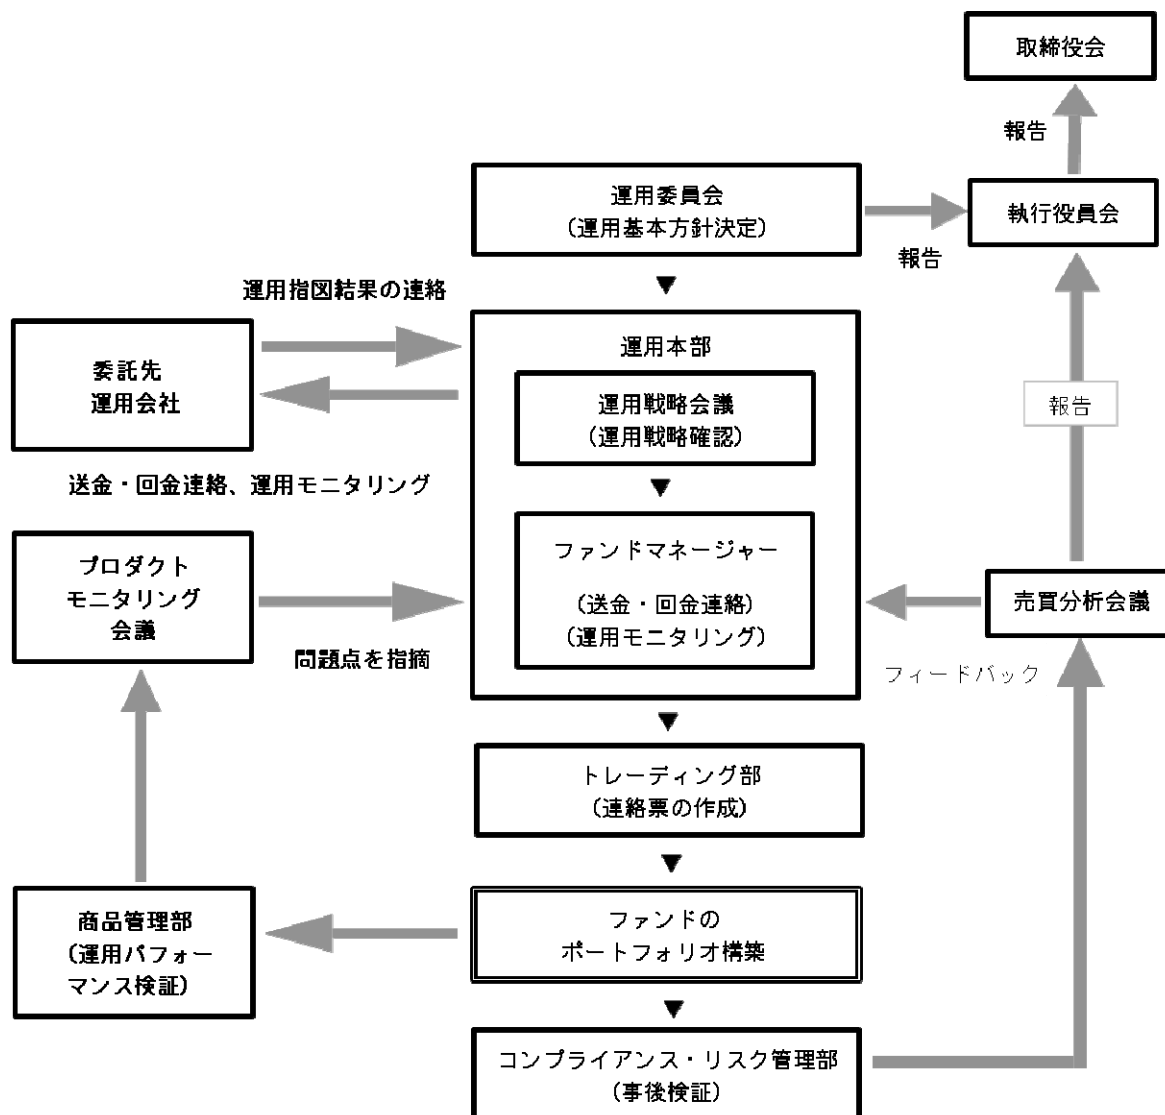 取締役会
報告
運用委員会
(運用基本方針決定)
執行役員会
報告
運用指図結果の連絡
委託先
運用会社
運用本部
運用戦略会議
(運用戦略確認)
報告
送金・回金連絡、運用モニタリング
プロダクト
モニタリング
会議
ファンドマネージャー
(送金・回金連絡)
(運用モニタリング)
売買分析会議
問題点を指摘
フィードバック
トレーディング部
(連絡票の作成)
商品管理部
(運用パフォー
マンス検証)
ファンドの
ポートフォリオ構築
コンプライアンス・リスク管理部
(事後検証)